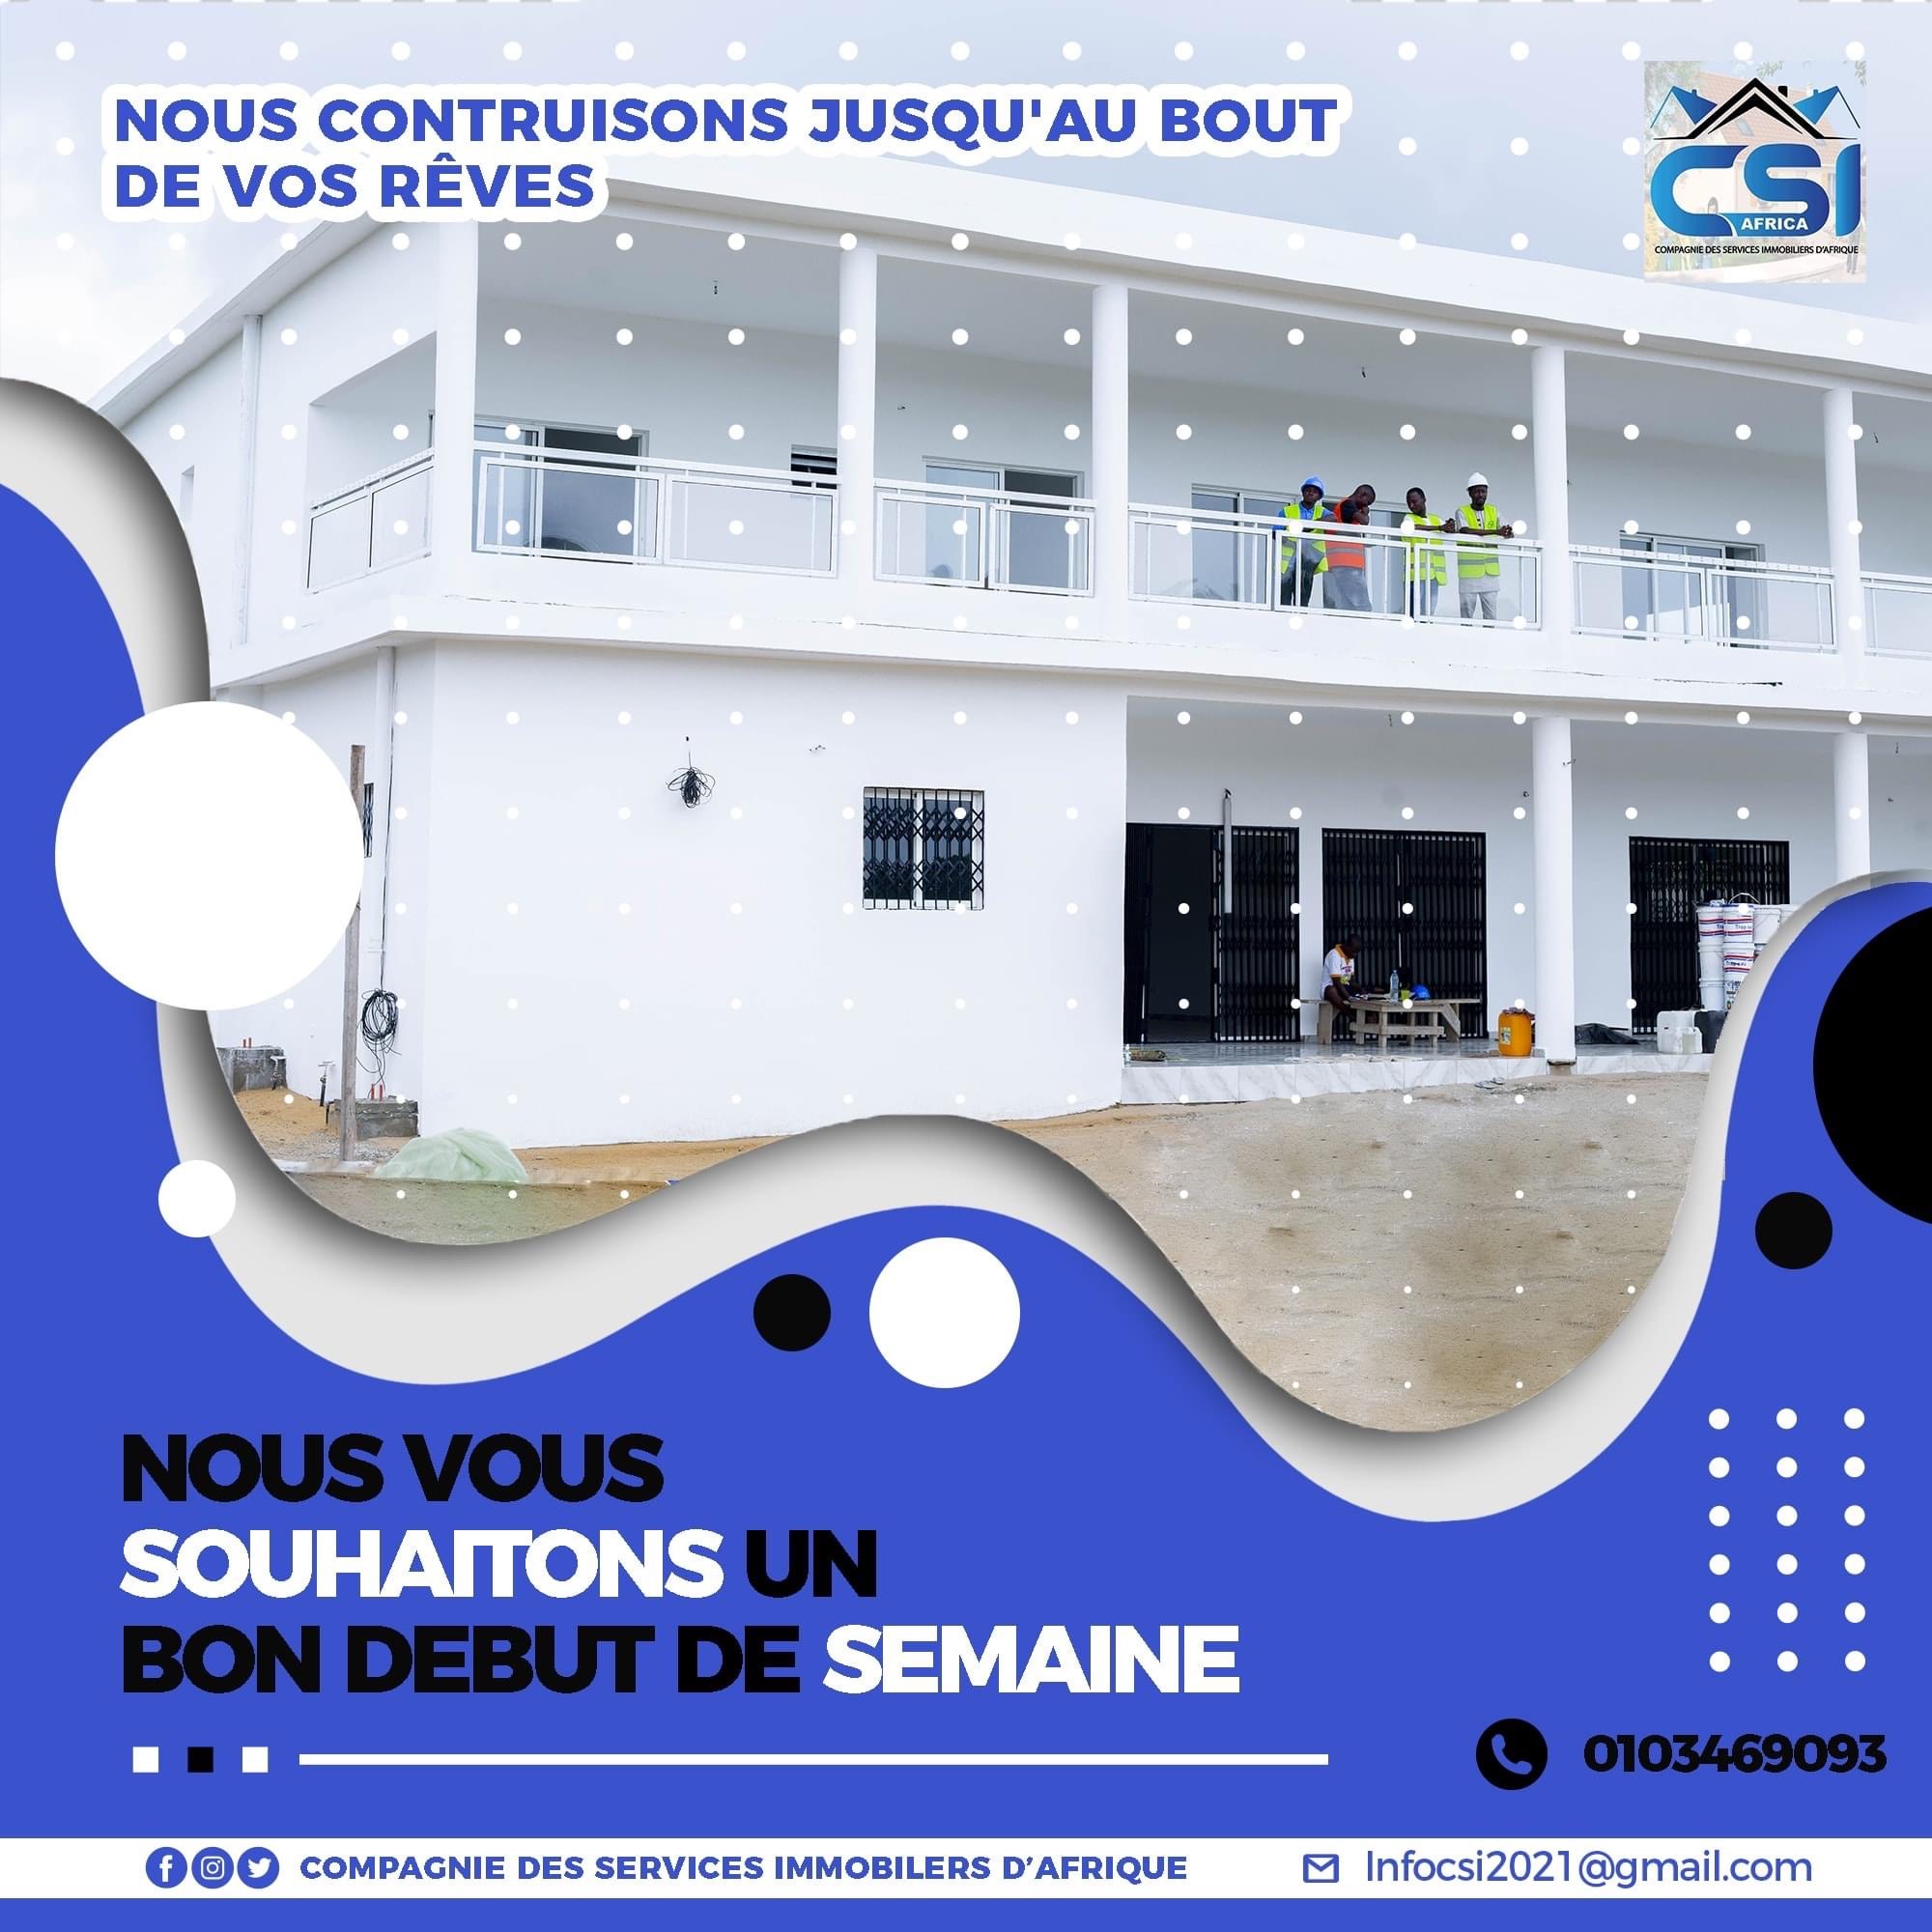 NOUS CONTRUISONS JUSQU'AU BOUT
DE VOS RÊVES
CSI
AFRICA
COMPAGNIE DES SERVICES IMMOBILIERS D'AFRIQUE
NOUS VOUS
SOUHAITONS UN
BON DEBUT DE SEMAINE
0103469093
COMPAGNIE DES SERVICES IMMOBILERS D'AFRIQUE
Infocsi2021@gmail.com